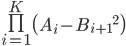 \prod_{i=1}^{K} \left( A_i - {B_{i+1}}^2 \right)